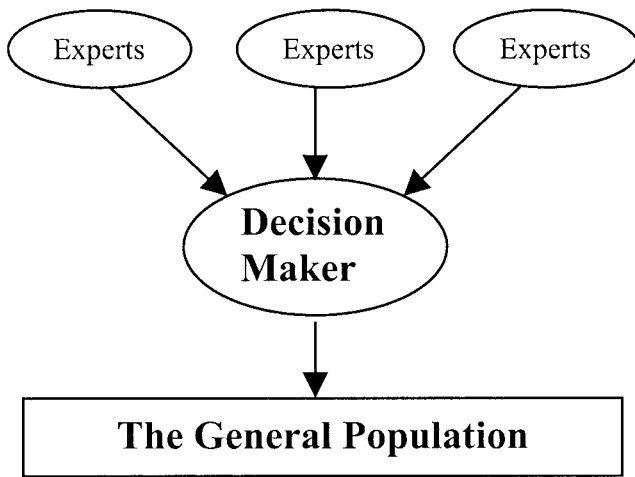 Experts
Experts
Experts
Decision
Maker
The General Population